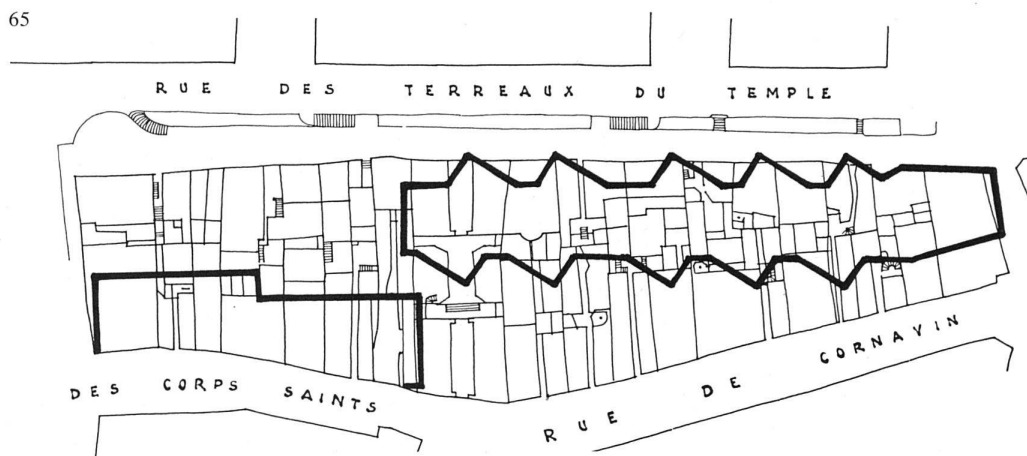 65
RUE DES TERREAUX DU TEMPLE
DES CORPS SAINTS
RUE DE CORNAVIN